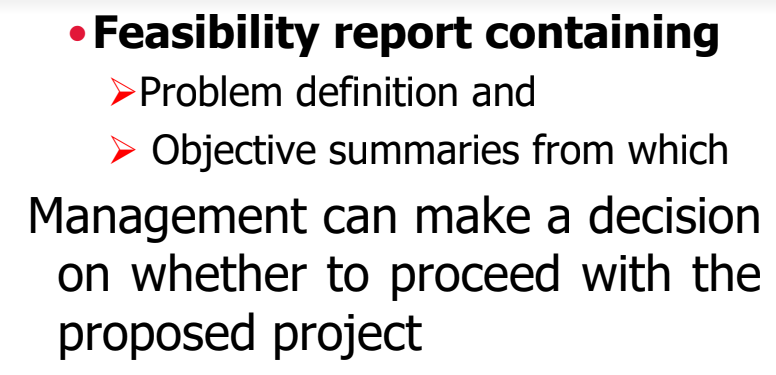 •Feasibility report containing
➢Problem definition and
➢ Objective summaries from which
Management can make a decision
on whether to proceed with the
proposed project